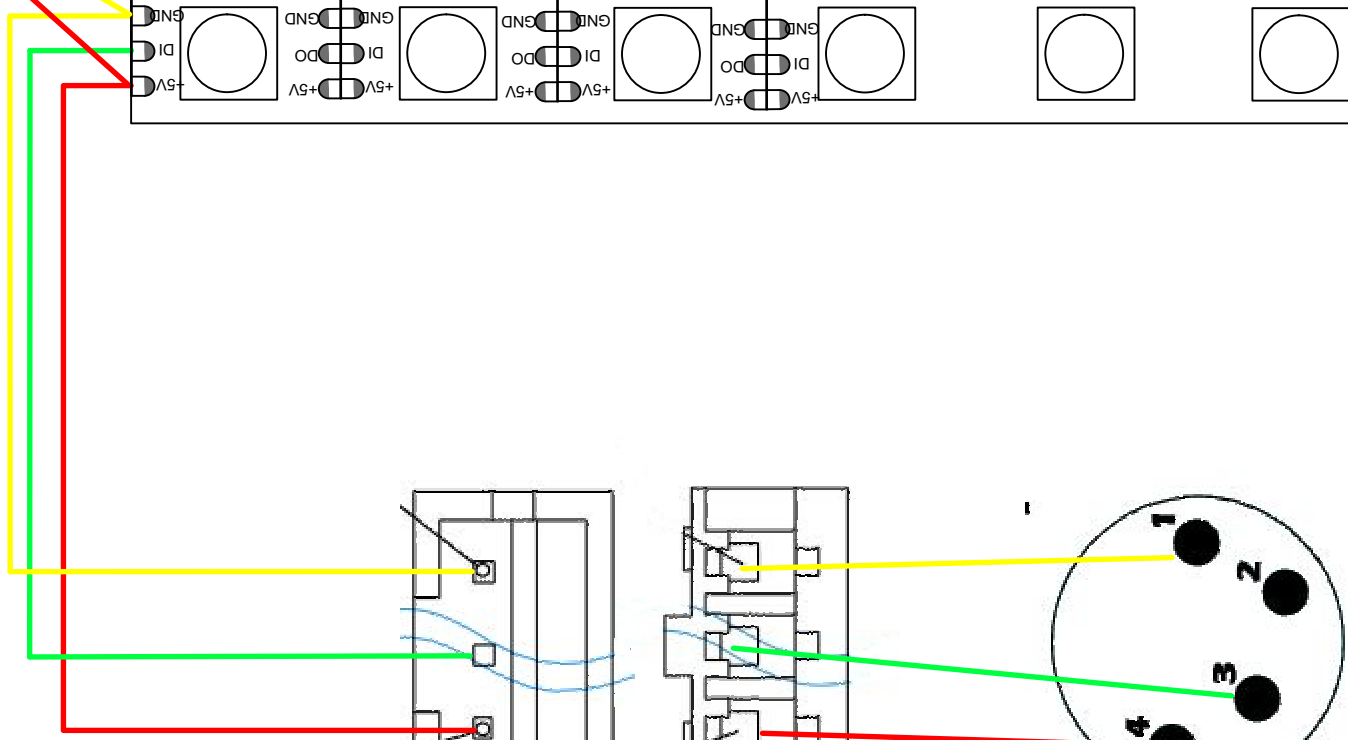 GND GND GND GND GND GND GND
DI DO DI DO DI DO DI
+5V +5V +5V +5V +5V +5V +5V
1
2
3
4